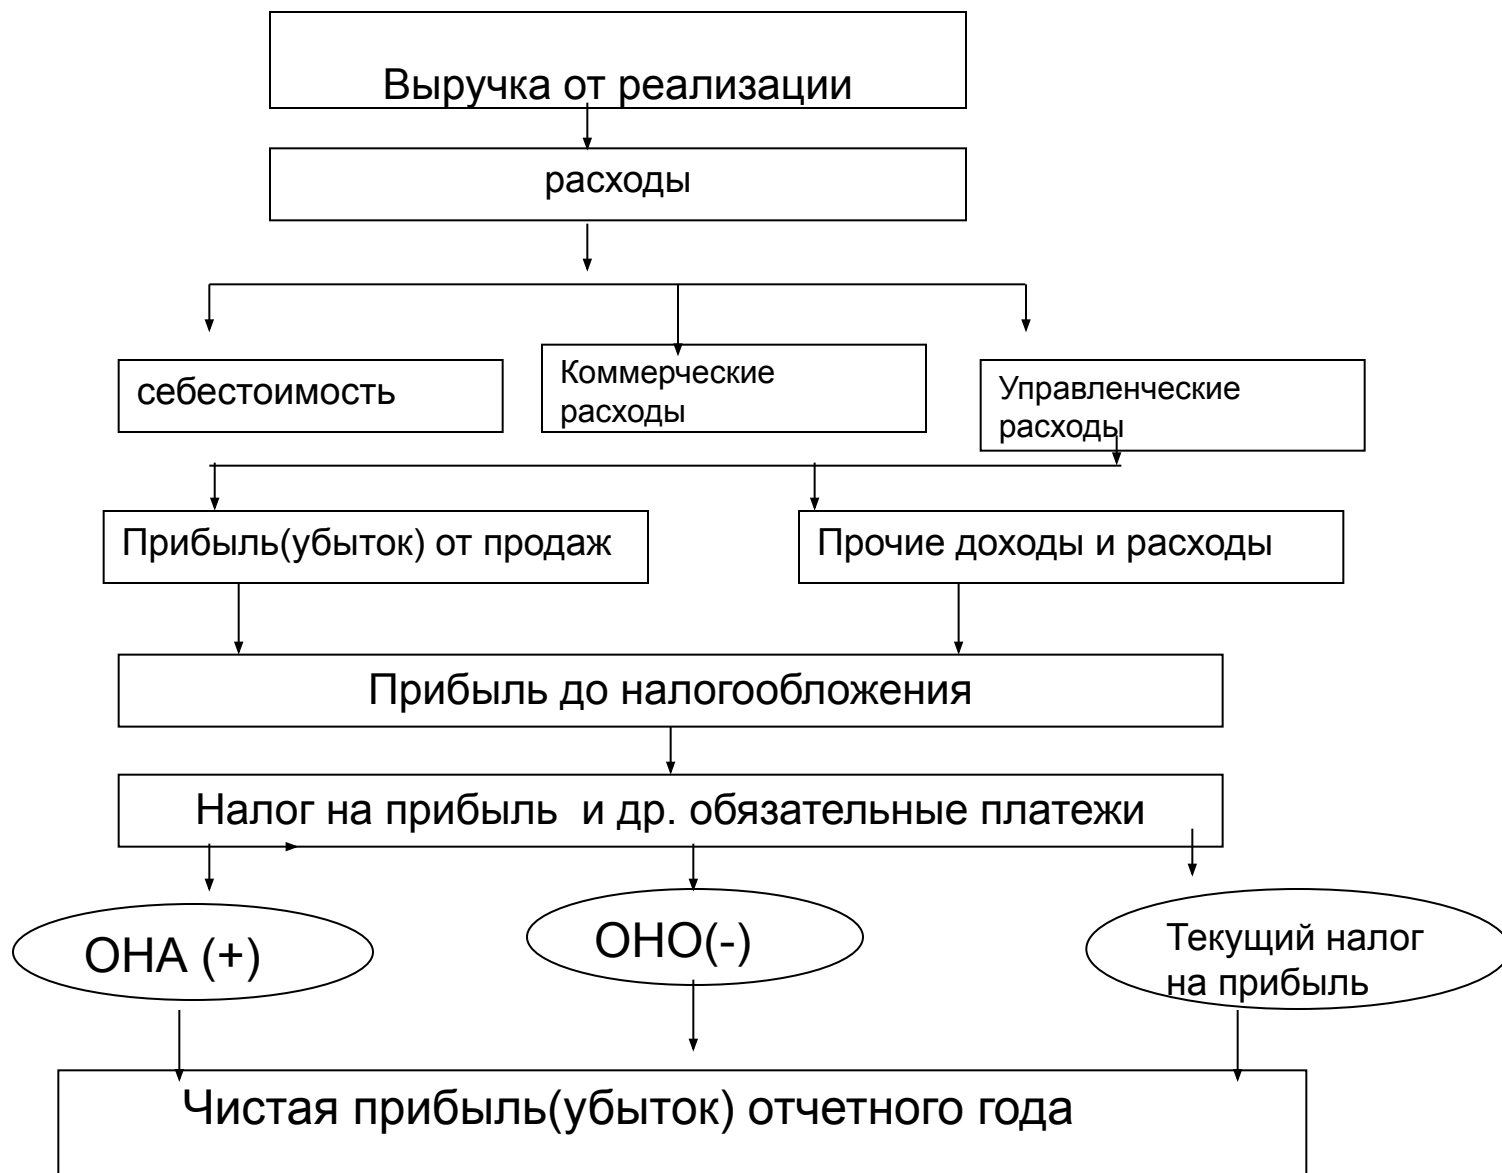 Выручка от реализации
расходы
себестоимость
Коммерческие
расходы
Управленческие
расходы
Прибыль(убыток) от продаж
Прочие доходы и расходы
Прибыль до налогообложения
Налог на прибыль  и др. обязательные платежи
ОНА (+)
ОНО(-)
Текущий налог
на прибыль
Чистая прибыль(убыток) отчетного года